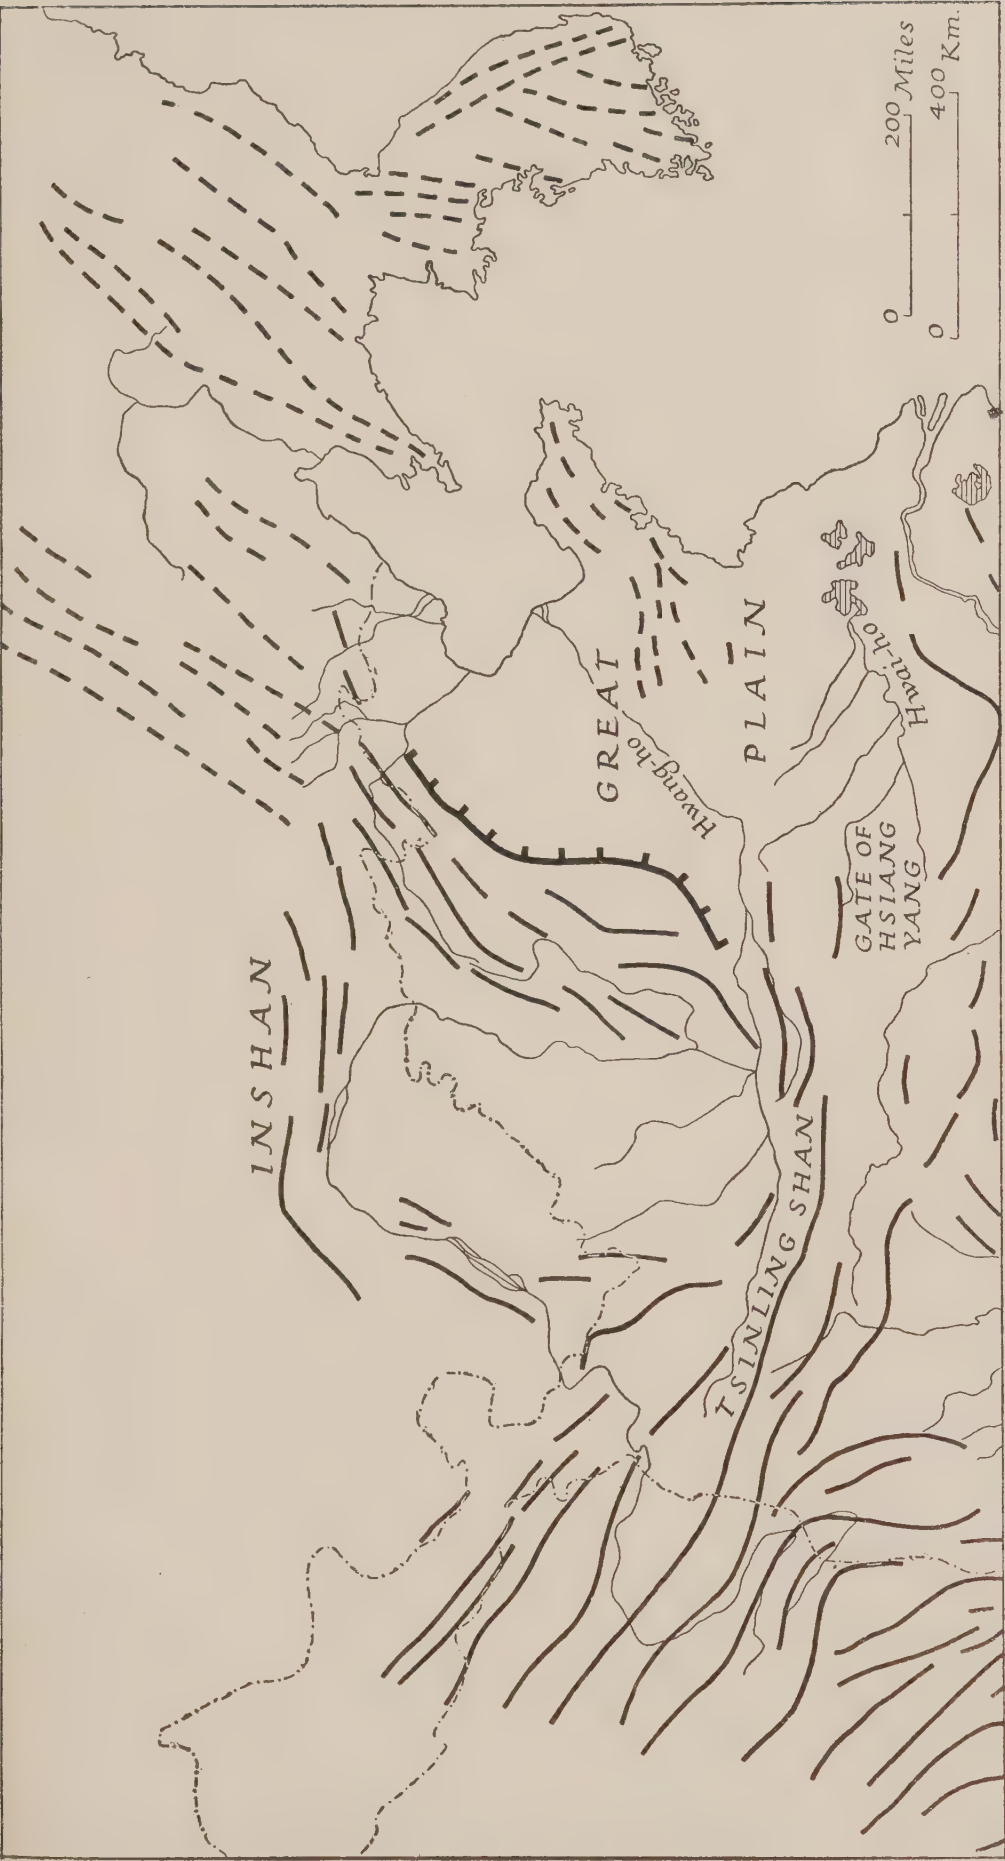 INSHAN
GREAT
PLAIN
Hwang-ho
Hwai-ho
GATE OF
HSIANG
YANG
TSINLING SHAN
0 200 Miles
0 400 Km.